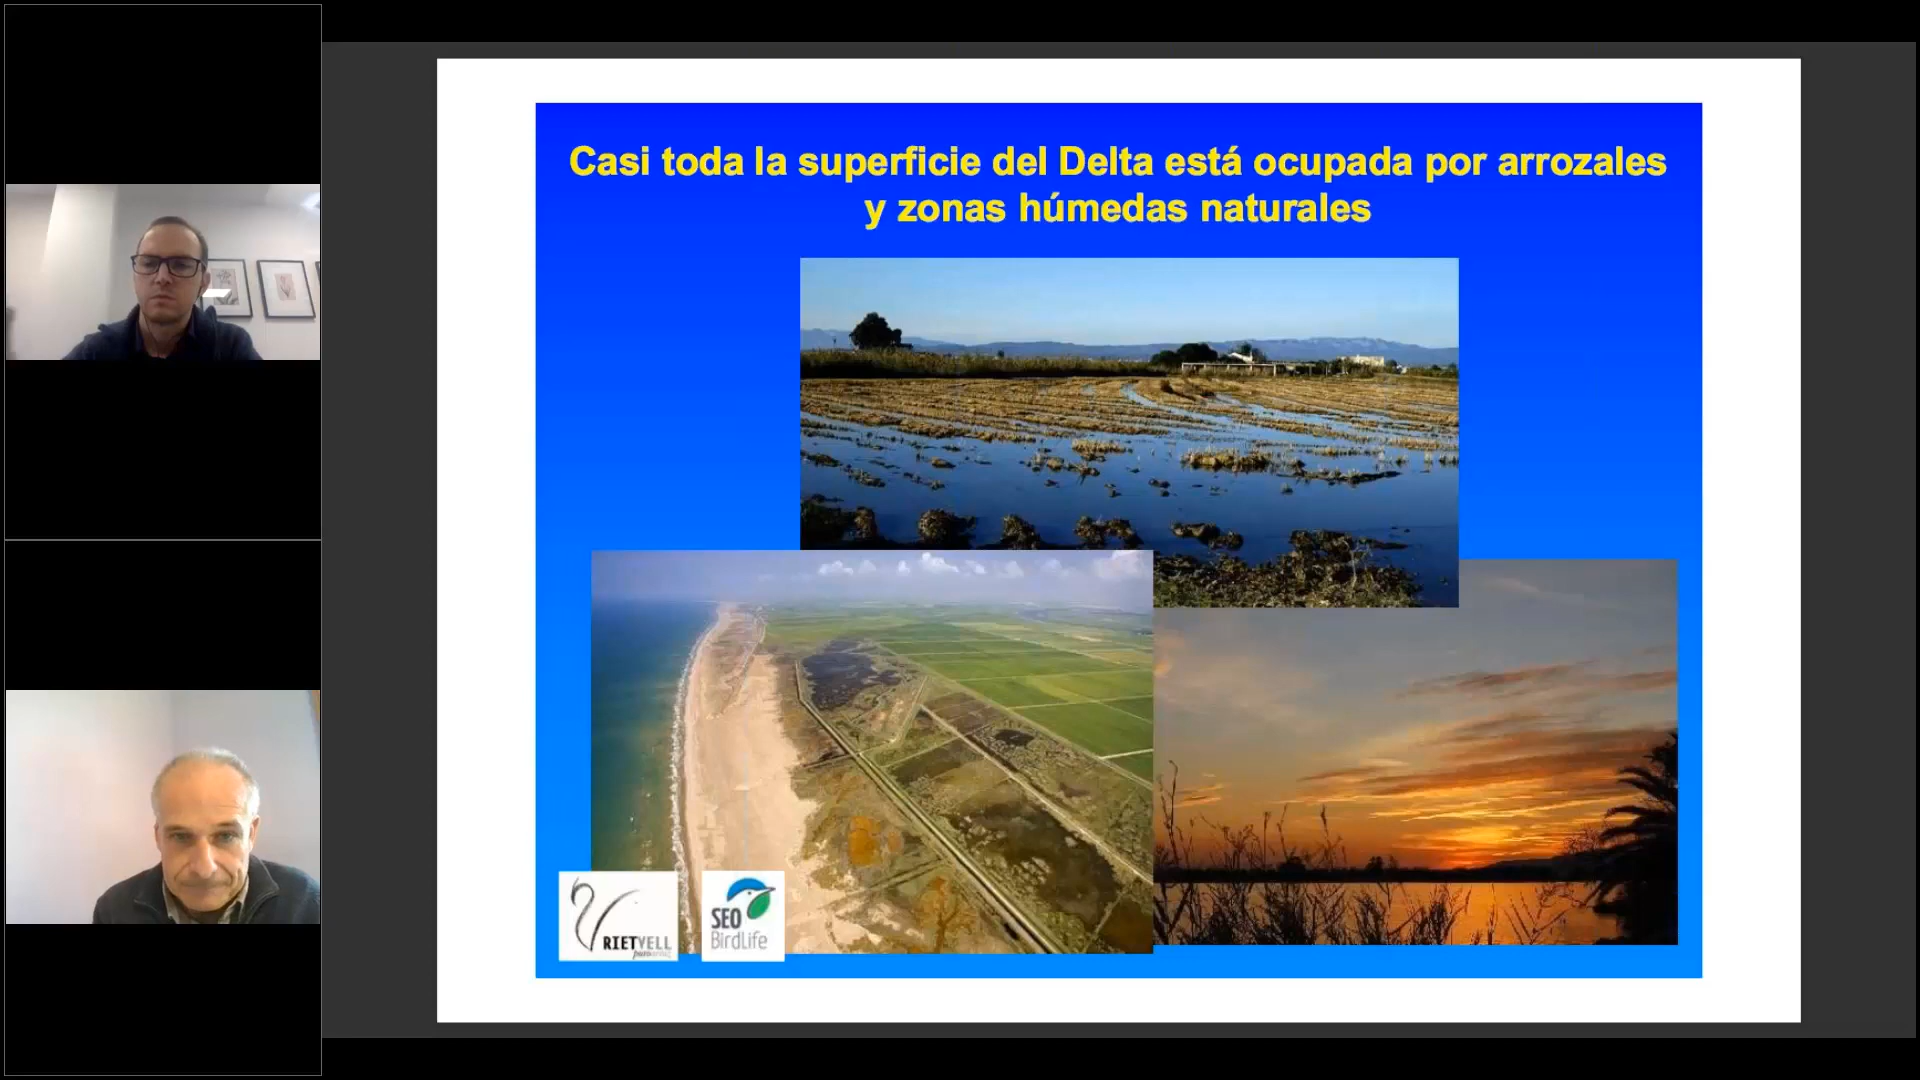 Casi toda la superficie del Delta está ocupada por arrozales
y zonas húmedas naturales
RIETVELL
SEO
BirdLife